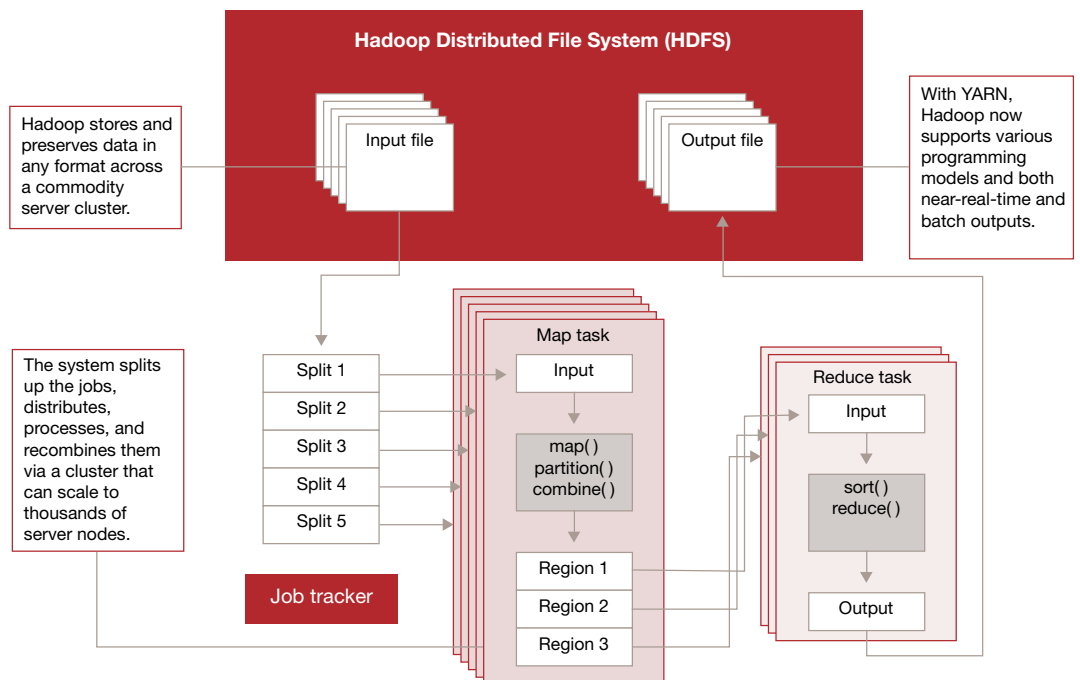 Hadoop Distributed File System (HDFS)
Hadoop stores and
preserves data in
any format across
a commodity
server cluster.
Input file
Output file
With YARN,
Hadoop now
supports various
programming
models and both
near-real-time and
batch outputs.
The system splits
up the jobs,
distributes,
processes, and
recombines them
via a cluster that
can scale to
thousands of
server nodes.
Split 1
Split 2
Split 3
Split 4
Split 5
Job tracker
Map task
Input
map( )
partition( )
combine( )
Region 1
Region 2
Region 3
Reduce task
Input
sort( )
reduce( )
Output